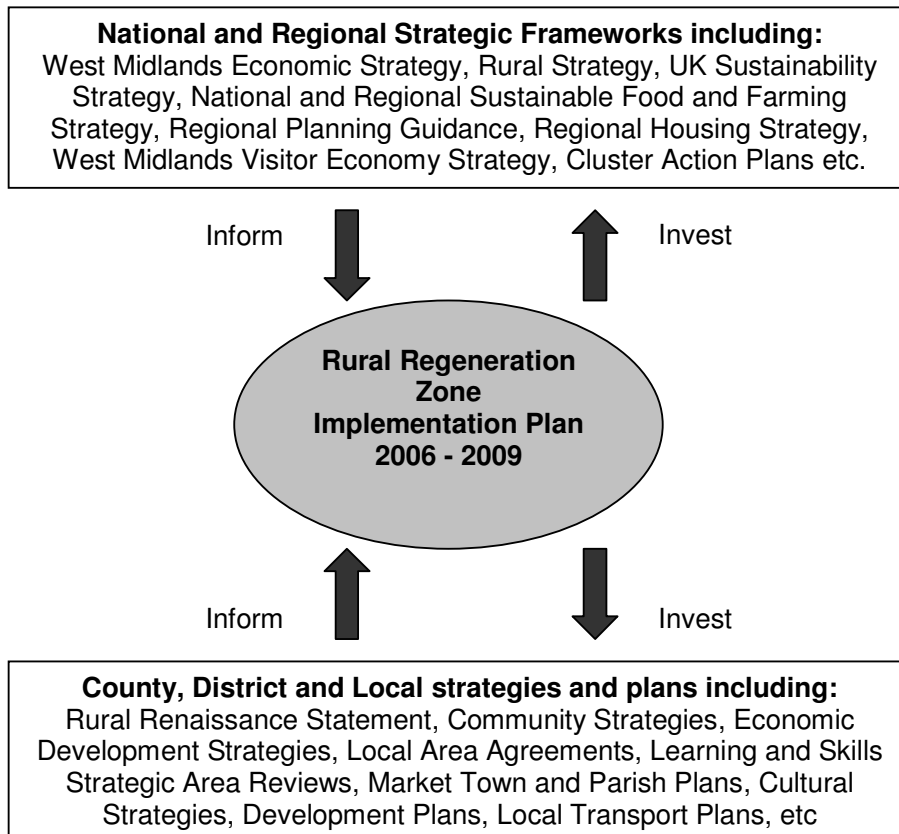 National and Regional Strategic Frameworks including:
West Midlands Economic Strategy, Rural Strategy, UK Sustainability
Strategy, National and Regional Sustainable Food and Farming
Strategy, Regional Planning Guidance, Regional Housing Strategy,
West Midlands Visitor Economy Strategy, Cluster Action Plans etc.
Inform
Invest
Rural Regeneration
Zone
Implementation Plan
2006 - 2009
Inform
Invest
County, District and Local strategies and plans including:
Rural Renaissance Statement, Community Strategies, Economic
Development Strategies, Local Area Agreements, Learning and Skills
Strategic Area Reviews, Market Town and Parish Plans, Cultural
Strategies, Development Plans, Local Transport Plans, etc